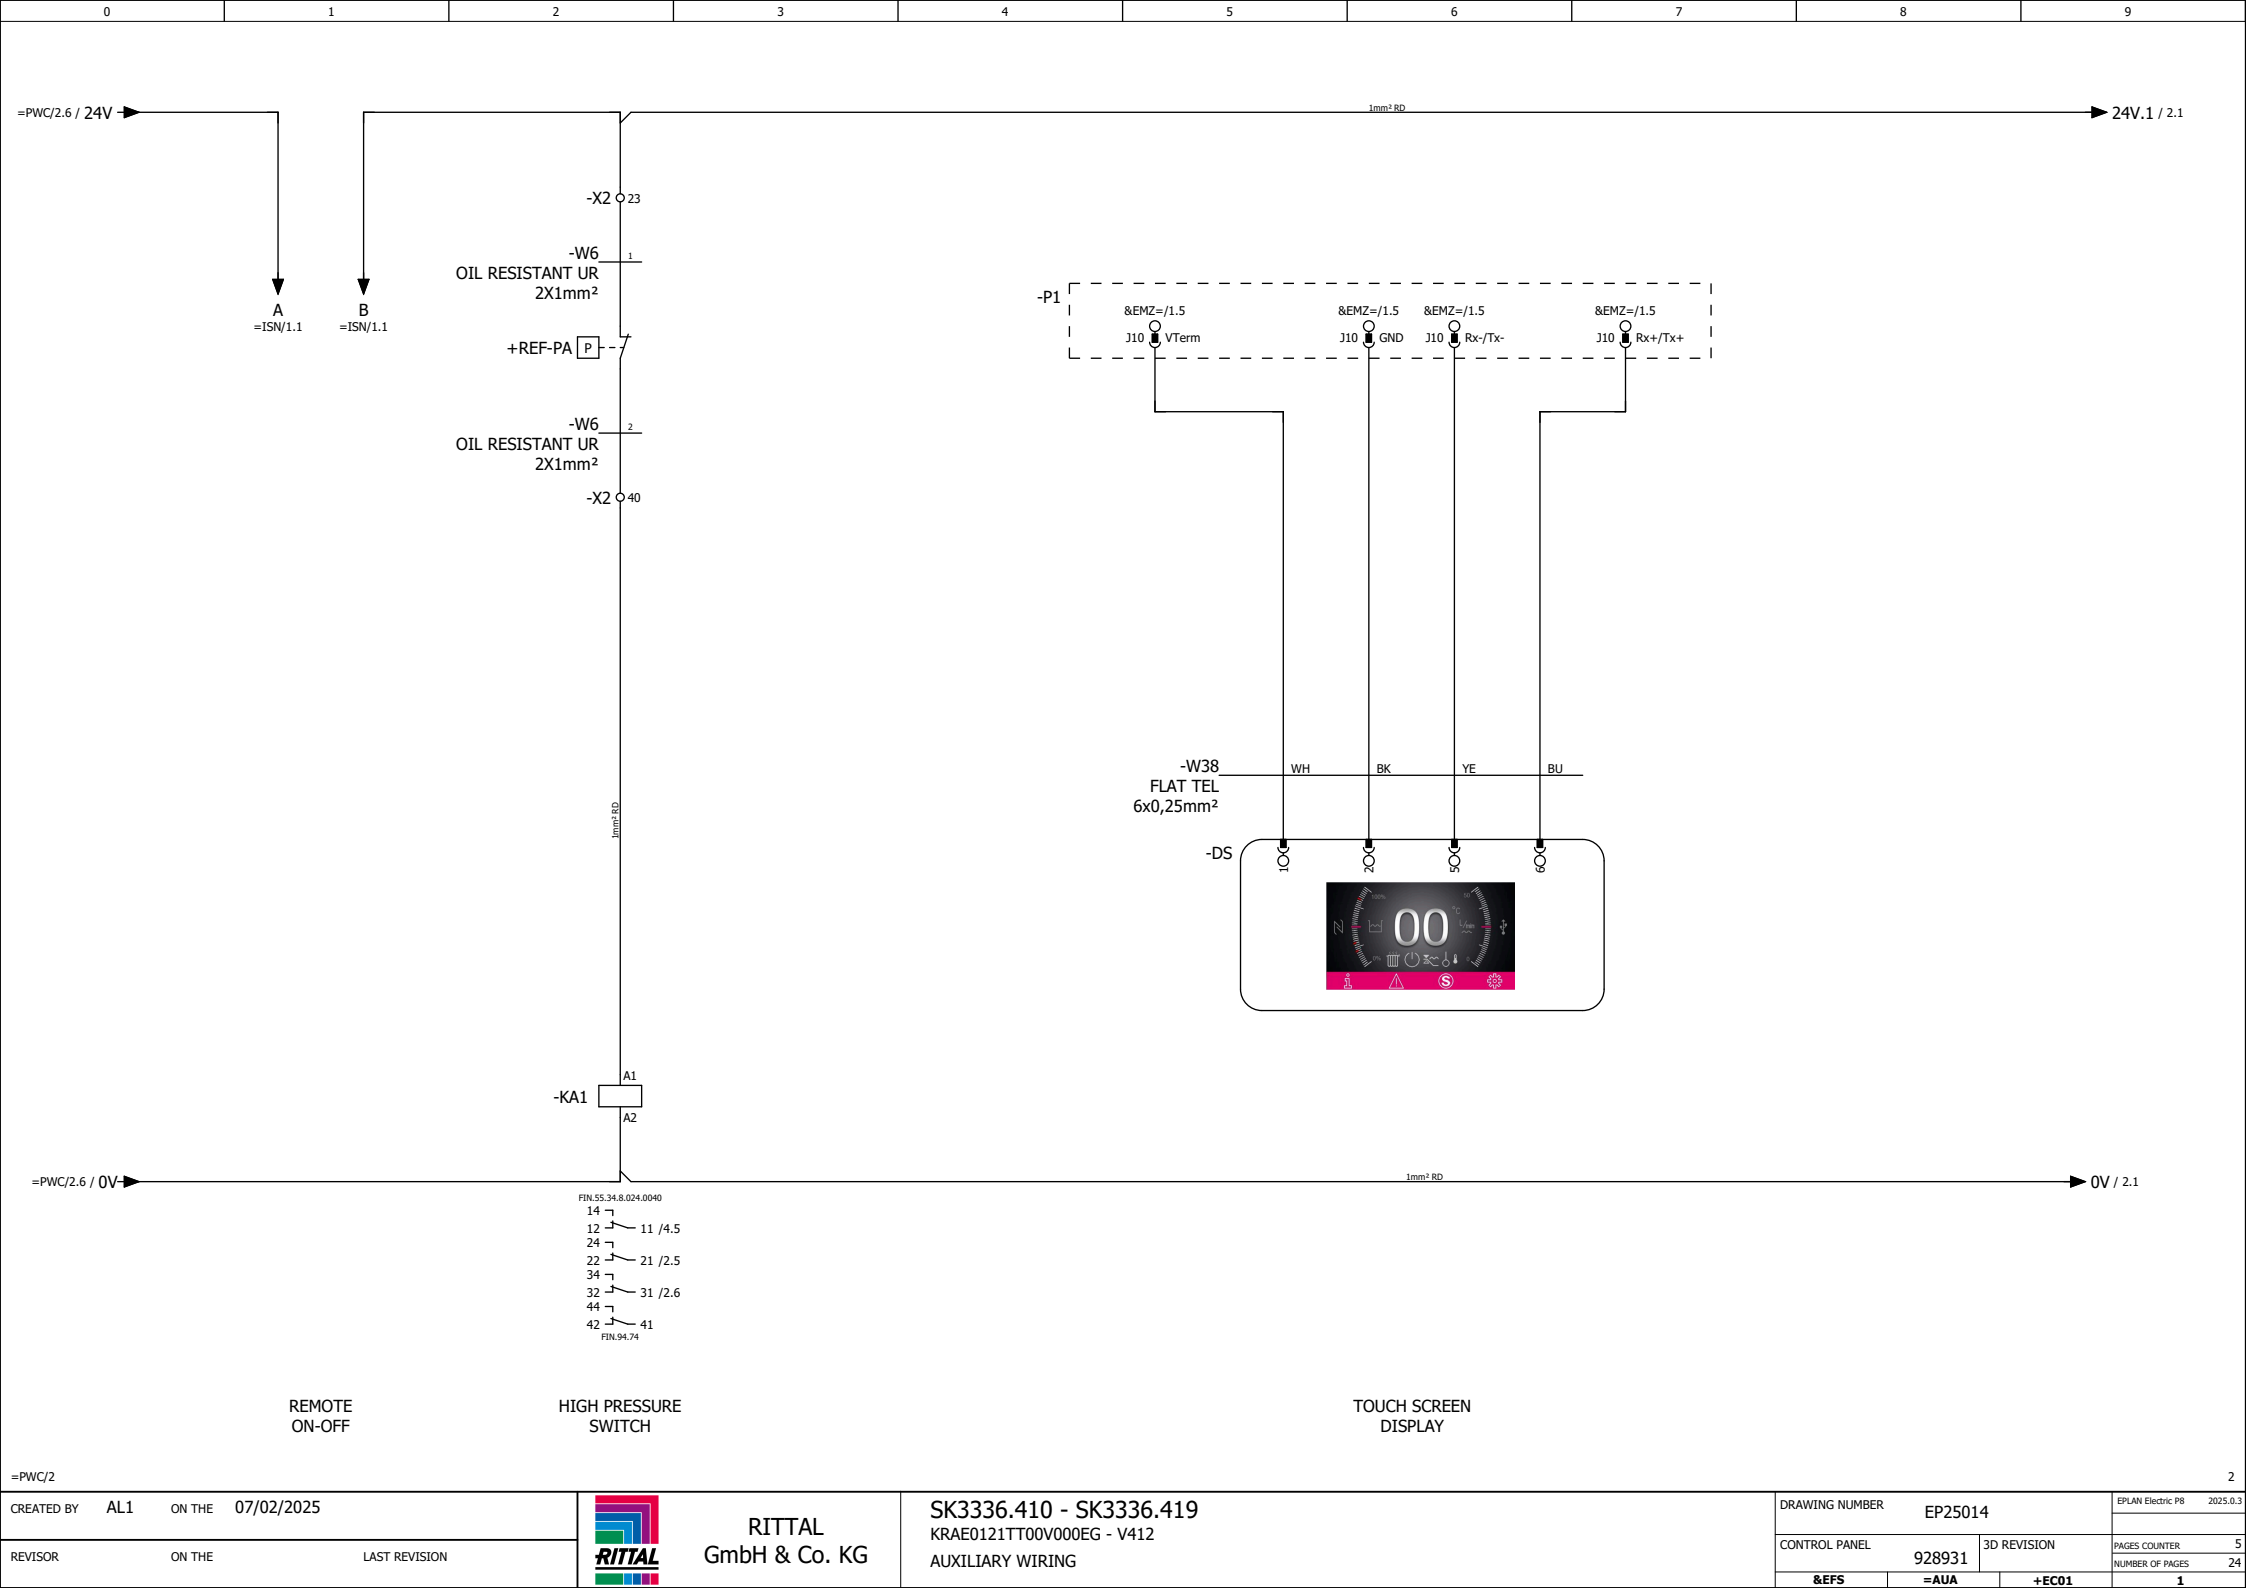 0 1 2 3 4 5 6 7 8 9
=PWC/2.6 / 24V
1mm² RD
24V.1 / 2.1
-X2 23
-W6 1
OIL RESISTANT UR
2X1mm²
A
=ISN/1.1
B
=ISN/1.1
+REF-PA P
-W6 2
OIL RESISTANT UR
2X1mm²
-X2 40
-P1
&EMZ=/1.5 &EMZ=/1.5 &EMZ=/1.5 &EMZ=/1.5
J10 VTerm J10 GND J10 Rx-/Tx- J10 Rx+/Tx+
1mm² RD
-W38 WH BK YE BU
FLAT TEL
6x0,25mm²
-DS
1 2 5 6
100% 50
°C
00
L/min
0% 0
i S
A1
-KA1
A2
=PWC/2.6 / 0V
1mm² RD
0V / 2.1
FIN.55.34.8.024.0040
14
12 11 /4.5
24
22 21 /2.5
34
32 31 /2.6
44
42 41
FIN.94.74
REMOTE
ON-OFF
HIGH PRESSURE
SWITCH
TOUCH SCREEN
DISPLAY
=PWC/2
2
CREATED BY AL1 ON THE 07/02/2025
REVISOR ON THE LAST REVISION
RITTAL
RITTAL
GmbH & Co. KG
SK3336.410 - SK3336.419
KRAE0121TT00V000EG - V412
AUXILIARY WIRING
DRAWING NUMBER EP25014
EPLAN Electric P8 2025.0.3
CONTROL PANEL 928931
3D REVISION
PAGES COUNTER 5
NUMBER OF PAGES 24
&EFS =AUA +EC01 1